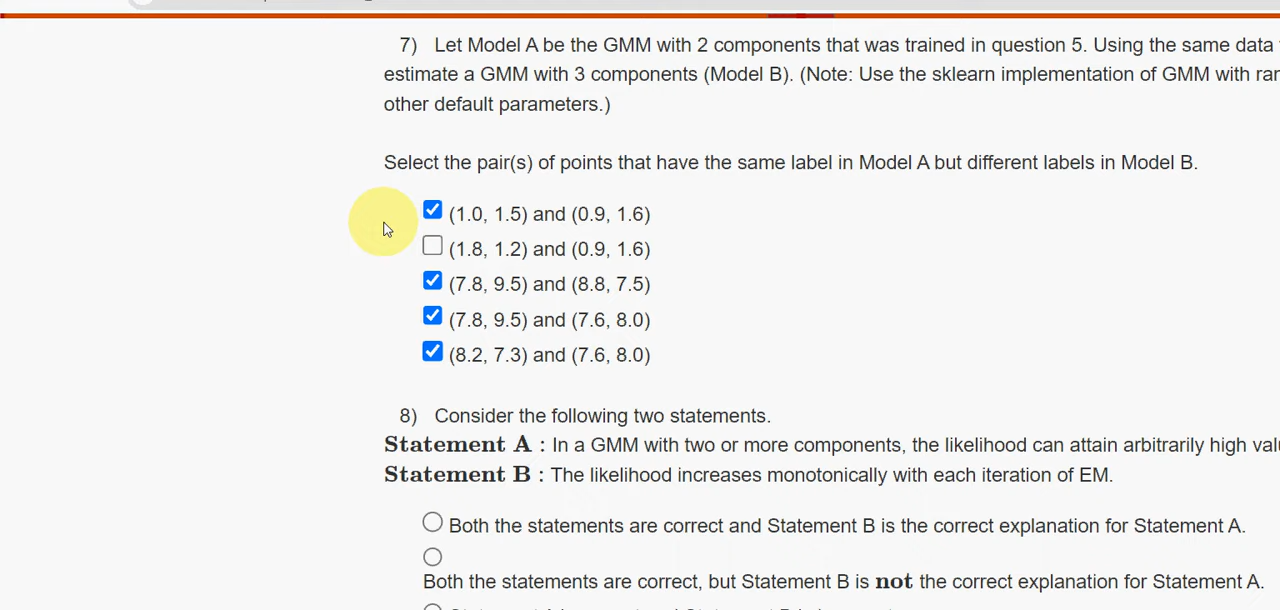 7) Let Model A be the GMM with 2 components that was trained in question 5. Using the same data
estimate a GMM with 3 components (Model B). (Note: Use the sklearn implementation of GMM with
other default parameters.)
Select the pair(s) of points that have the same label in Model A but different labels in Model B.
(1.0, 1.5) and (0.9, 1.6)
(1.8, 1.2) and (0.9, 1.6)
(7.8, 9.5) and (8.8, 7.5)
(7.8, 9.5) and (7.6, 8.0)
(8.2, 7.3) and (7.6, 8.0)
8) Consider the following two statements.
Statement A : In a GMM with two or more components, the likelihood can attain arbitrarily high
Statement B : The likelihood increases monotonically with each iteration of EM.
Both the statements are correct and Statement B is the correct explanation for Statement A.
Both the statements are correct, but Statement B is not the correct explanation for Statement A.